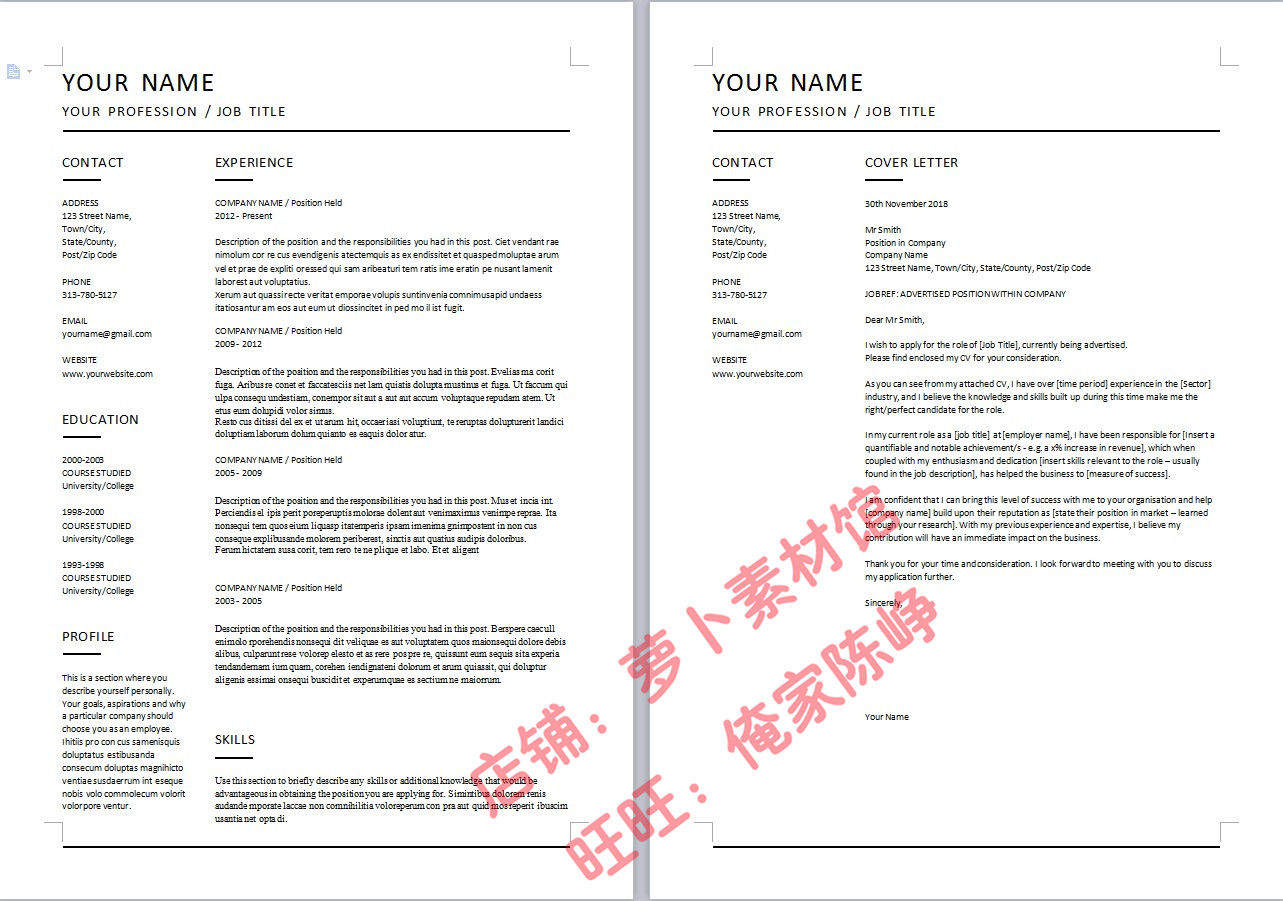 YOUR NAME
YOUR PROFESSION / JOB TITLE
CONTACT
ADDRESS
123 Street Name,
Town/City,
State/County,
Post/Zip Code
PHONE
313-780-5127
EMAIL
yourname@gmail.com
WEBSITE
www.yourwebsite.com
EDUCATION
2000-2003
COURSE STUDIED
University/College
1998-2000
COURSE STUDIED
University/College
1993-1998
COURSE STUDIED
University/College
PROFILE
This is a section where you
describe yourself personally.
Your goals, aspirations and why
a particular company should
choose you as an employee.
Ihitiis pro con cus samenisquis
doluptatus estibusanda
consecum doluptas magnihicto
ventiae susdaerrum int eseque
nobis volo commolecum volorit
volorpore ventur.
EXPERIENCE
COMPANY NAME / Position Held
2012 - Present
Description of the position and the responsibilities you had in this post. Ciet vendant rae
nimolum cor re cus evendigenis atectemquis as ex endissitet et quasped moluptae arum
vel et prae de expliti oressed qui sam aribeaturi tem ratis ime eratin pe nusant lamenit
laborest aut voluptatius.
Xerum aut quassi recte veritat emporae volupis suntinvenia comnimusapid undaess
itatiosantur am eos aut eum ut diossincitet in ped mo il ist fugit.
COMPANY NAME / Position Held
2009 - 2012
Description of the position and the responsibilities you had in this post. Evelias ma corit
fuga. Aribus re conet et faccatesciis net lam quiatis dolupta mustinus et fuga. Ut faccum qui
ulpa consequ undestiam, conempor sit aut a aut aut accum voluptaque repudam atem. Ut
etus eum dolupidi volor simus.
Resto cus ditissi del ex et ut arum hit, occaeriasi voluptiunt, te reruptas dolupturerit landici
doluptiam laborum dolum quianto es eaquis dolor atur.
COMPANY NAME / Position Held
2005 - 2009
Description of the position and the responsibilities you had in this post. Mus et incia int.
Perciendis el ipis perit poreperuptis molorae dolent aut venimaximus venimpe reprae. Ita
nonsequi tem quos eium liquasp itatemperis ipsam imenima gnimpostent in non cus
conseque explibusande molorem periberest, sinctis aut quatius audipis doloribus.
Ferum hictatem susa corit, tem rero te ne plique et labo. Et et aligent
COMPANY NAME / Position Held
2003 - 2005
Description of the position and the responsibilities you had in this post. Berspere caecull
enimolo rporehendis nonsequi dit veliquae es aut voluptatem quos maionsequi dolore debis
alibus, culparunt rese volorep elesto et as rere pos pre re, quissunt eum sequis sita experia
tendandernam ium quam, corehen iendignateni dolorum et arum quiassit, qui doluptur
aligenis essimai onsequi buscidit et experumquae es sectium ne maiorrum.
SKILLS
Use this section to briefly describe any skills or additional knowledge that would be
advantageous in obtaining the position you are applying for. Simintibus dolorem renis
audande mporate laccae non comnihilitia voloreperum con pra aut quid mos reperit ibuscim
usantia net opta di.
YOUR NAME
YOUR PROFESSION / JOB TITLE
CONTACT
ADDRESS
123 Street Name,
Town/City,
State/County,
Post/Zip Code
PHONE
313-780-5127
EMAIL
yourname@gmail.com
WEBSITE
www.yourwebsite.com
COVER LETTER
30th November 2018
Mr Smith
Position in Company
Company Name
123 Street Name, Town/City, State/County, Post/Zip Code
JOB REF: ADVERTISED POSITION WITHIN COMPANY
Dear Mr Smith,
I wish to apply for the role of [Job Title], currently being advertised.
Please find enclosed my CV for your consideration.
As you can see from my attached CV, I have over [time period] experience in the [Sector]
industry, and I believe the knowledge and skills built up during this time make me the
right/perfect candidate for the role.
In my current role as a [job title] at [employer name], I have been responsible for [Insert a
quantifiable and notable achievement/s - e.g. a x% increase in revenue], which when
coupled with my enthusiasm and dedication [insert skills relevant to the role – usually
found in the job description], has helped the business to [measure of success].
I am confident that I can bring this level of success with me to your organisation and help
[company name] build upon their reputation as [state their position in market – learned
through your research]. With my previous experience and expertise, I believe my
contribution will have an immediate impact on the business.
Thank you for your time and consideration. I look forward to meeting with you to discuss
my application further.
Sincerely,
Your Name
店铺：萝卜素材馆
旺旺：俺家陈峥